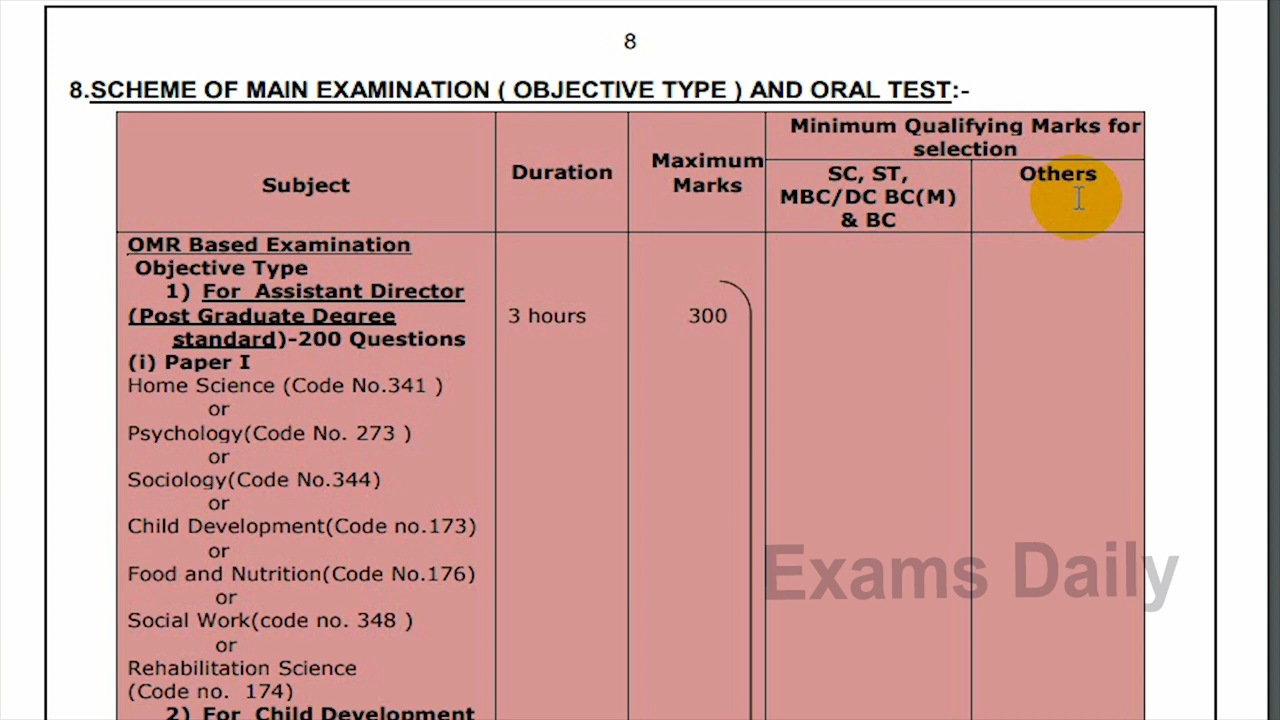 8
8.SCHEME OF MAIN EXAMINATION ( OBJECTIVE TYPE ) AND ORAL TEST:-
Subject
Duration
Maximum
Marks
Minimum Qualifying Marks for
selection
SC, ST,
MBC/DC BC(M)
& BC
Others
OMR Based Examination
Objective Type
1) For Assistant Director
(Post Graduate Degree
standard)-200 Questions
3 hours
300
(i) Paper I
Home Science (Code No.341 )
or
Psychology(Code No. 273 )
or
Sociology(Code No.344)
or
Child Development(Code no.173)
or
Food and Nutrition(Code No.176)
or
Social Work(code no. 348 )
or
Rehabilitation Science
(Code no. 174)
2) For Child Development
Exams Daily